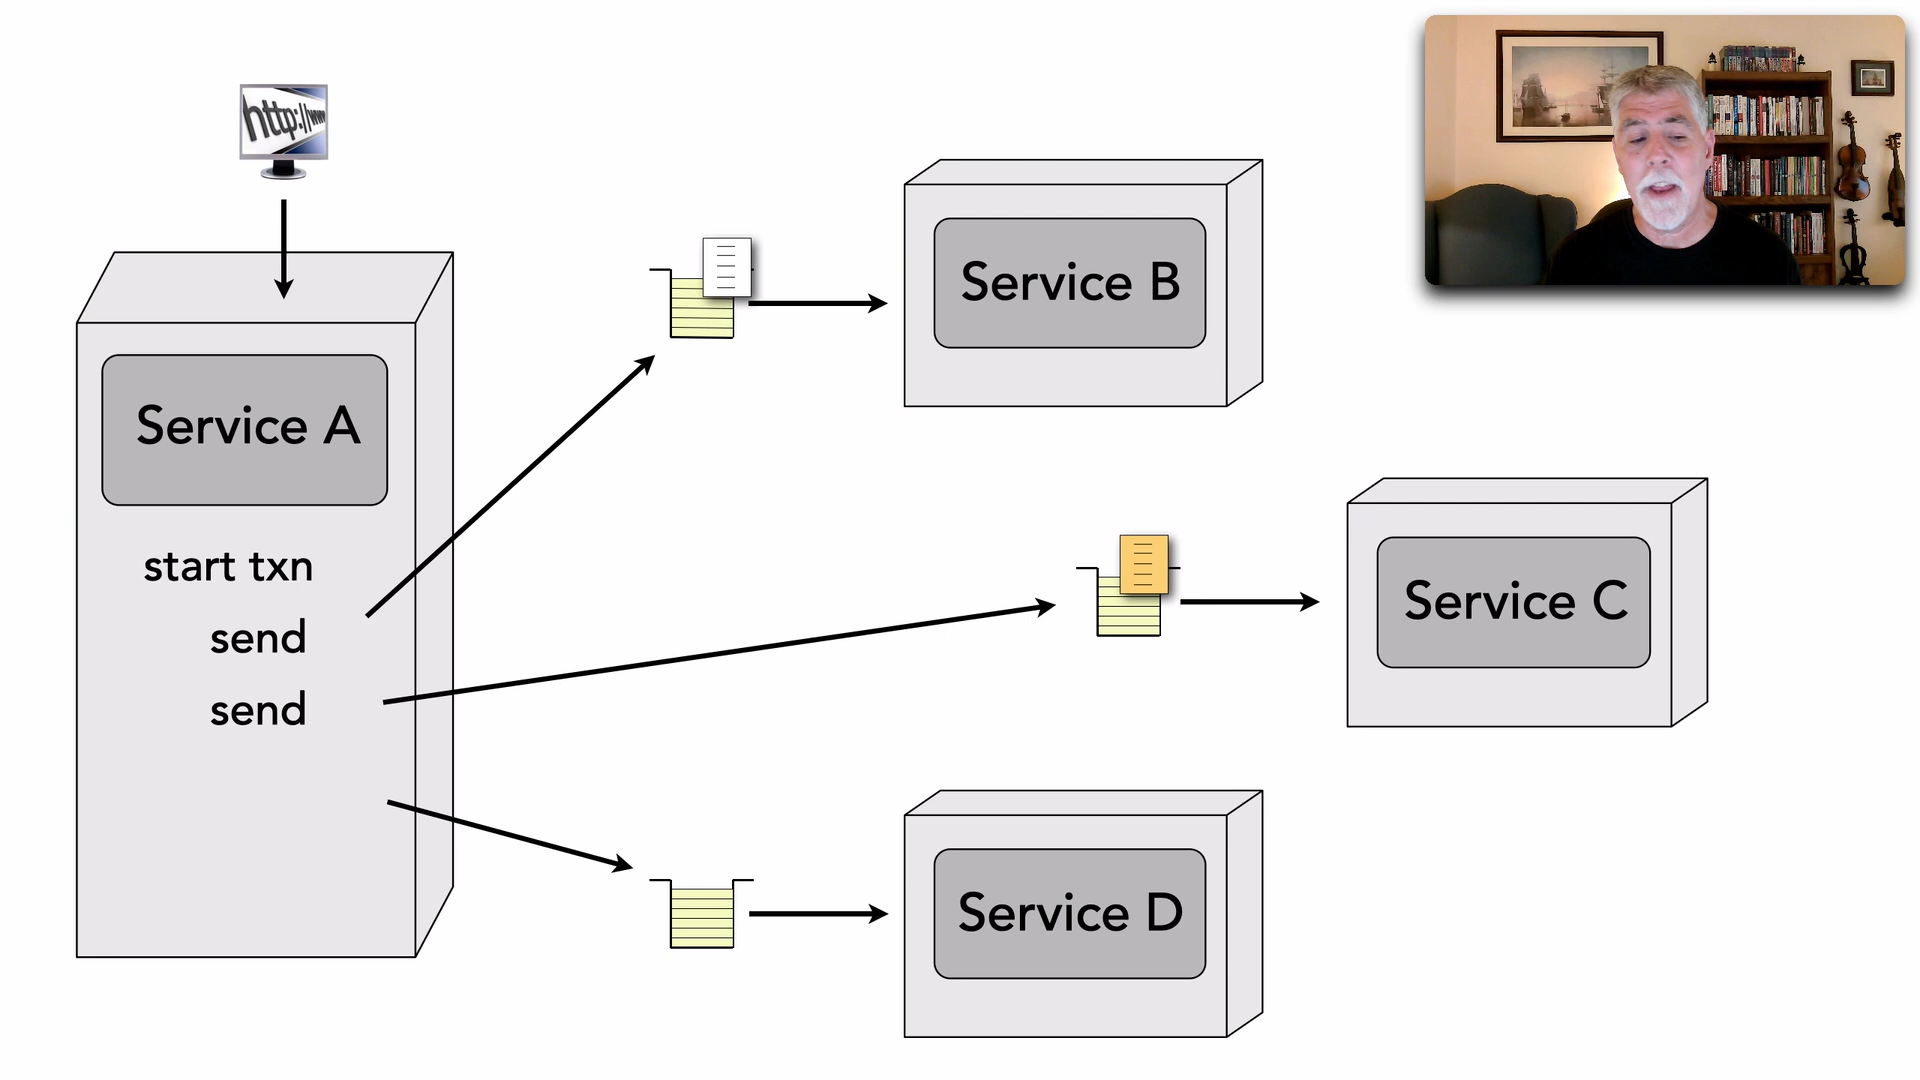 http://www
Service A
start txn
send
send
Service B
Service C
Service D